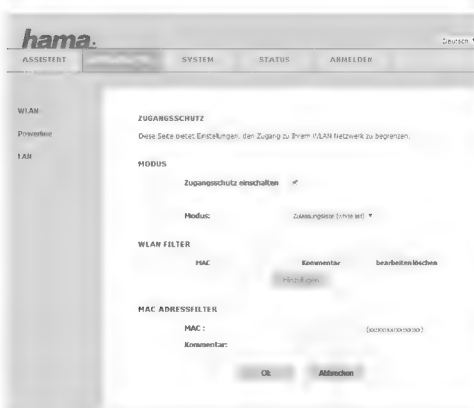 hama.
Deutsch
ASSISTENT SYSTEM STATUS ANMELDEN
WLAN
Powerline
LAN
ZUGANGSSCHUTZ
Diese Seite bietet Einstellungen, den Zugang zu Ihrem WLAN Netzwerk zu begrenzen.
MODUS
Zugangsschutz einschalten
Modus: Zulassungsliste (white list)
WLAN FILTER
MAC Kommentar bearbeiten löschen
Hinzufügen
MAC ADRESSFILTER
MAC :
Kommentar:
Ok Abbrechen